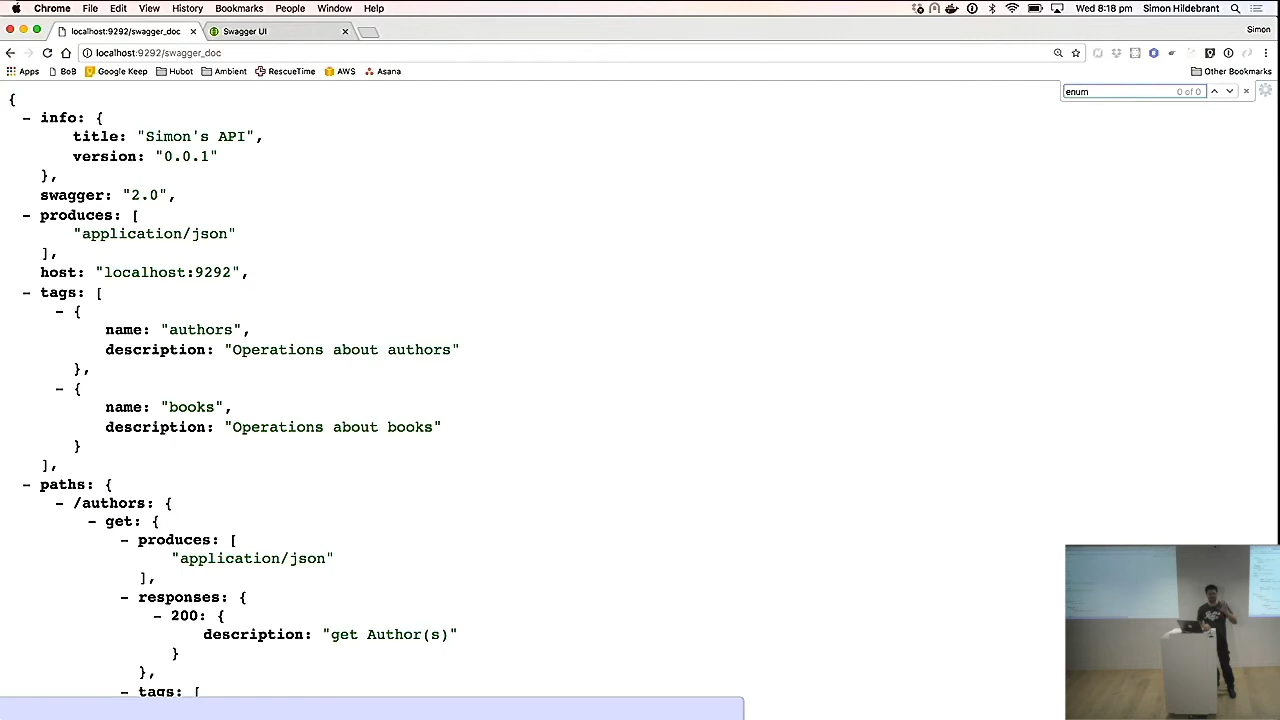 Chrome File Edit View History Bookmarks People Window Help Wed 8:18 pm Simon Hildebrant
localhost:9292/swagger_doc Swagger UI Simon
localhost:9292/swagger_doc
Apps BoB Google Keep Hubot Ambient RescueTime AWS Asana Other Bookmarks
enum 0 of 0
{
- info: {
title: "Simon's API",
version: "0.0.1"
},
swagger: "2.0",
- produces: [
"application/json"
],
host: "localhost:9292",
- tags: [
- {
name: "authors",
description: "Operations about authors"
},
- {
name: "books",
description: "Operations about books"
}
],
- paths: {
- /authors: {
- get: {
- produces: [
"application/json"
],
- responses: {
- 200: {
description: "get Author(s)"
}
},
- tags: [